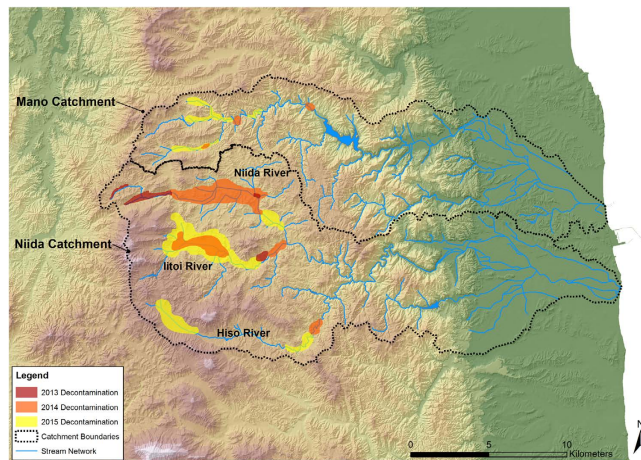 Mano Catchment
Niida River
Niida Catchment
Iitoi River
Hiso River
Legend
2013 Decontamination
2014 Decontamination
2015 Decontamination
Catchment Boundaries
Stream Network
N
0 5 10
Kilometers